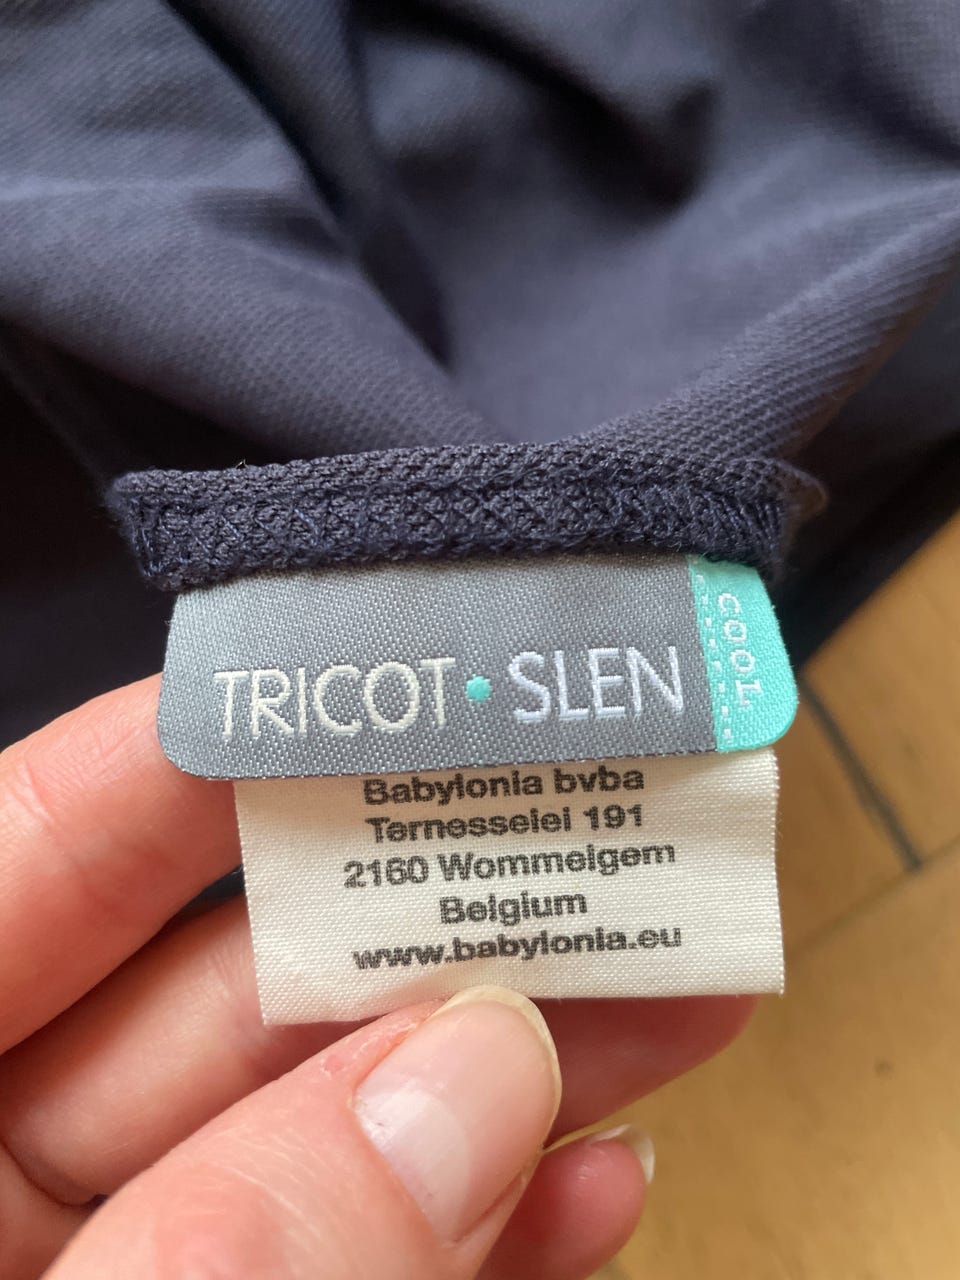 TRICOT • SLEN
COOL
Babylonia bvba
Ternesselei 191
2160 Wommelgem
Belgium
www.babylonia.eu